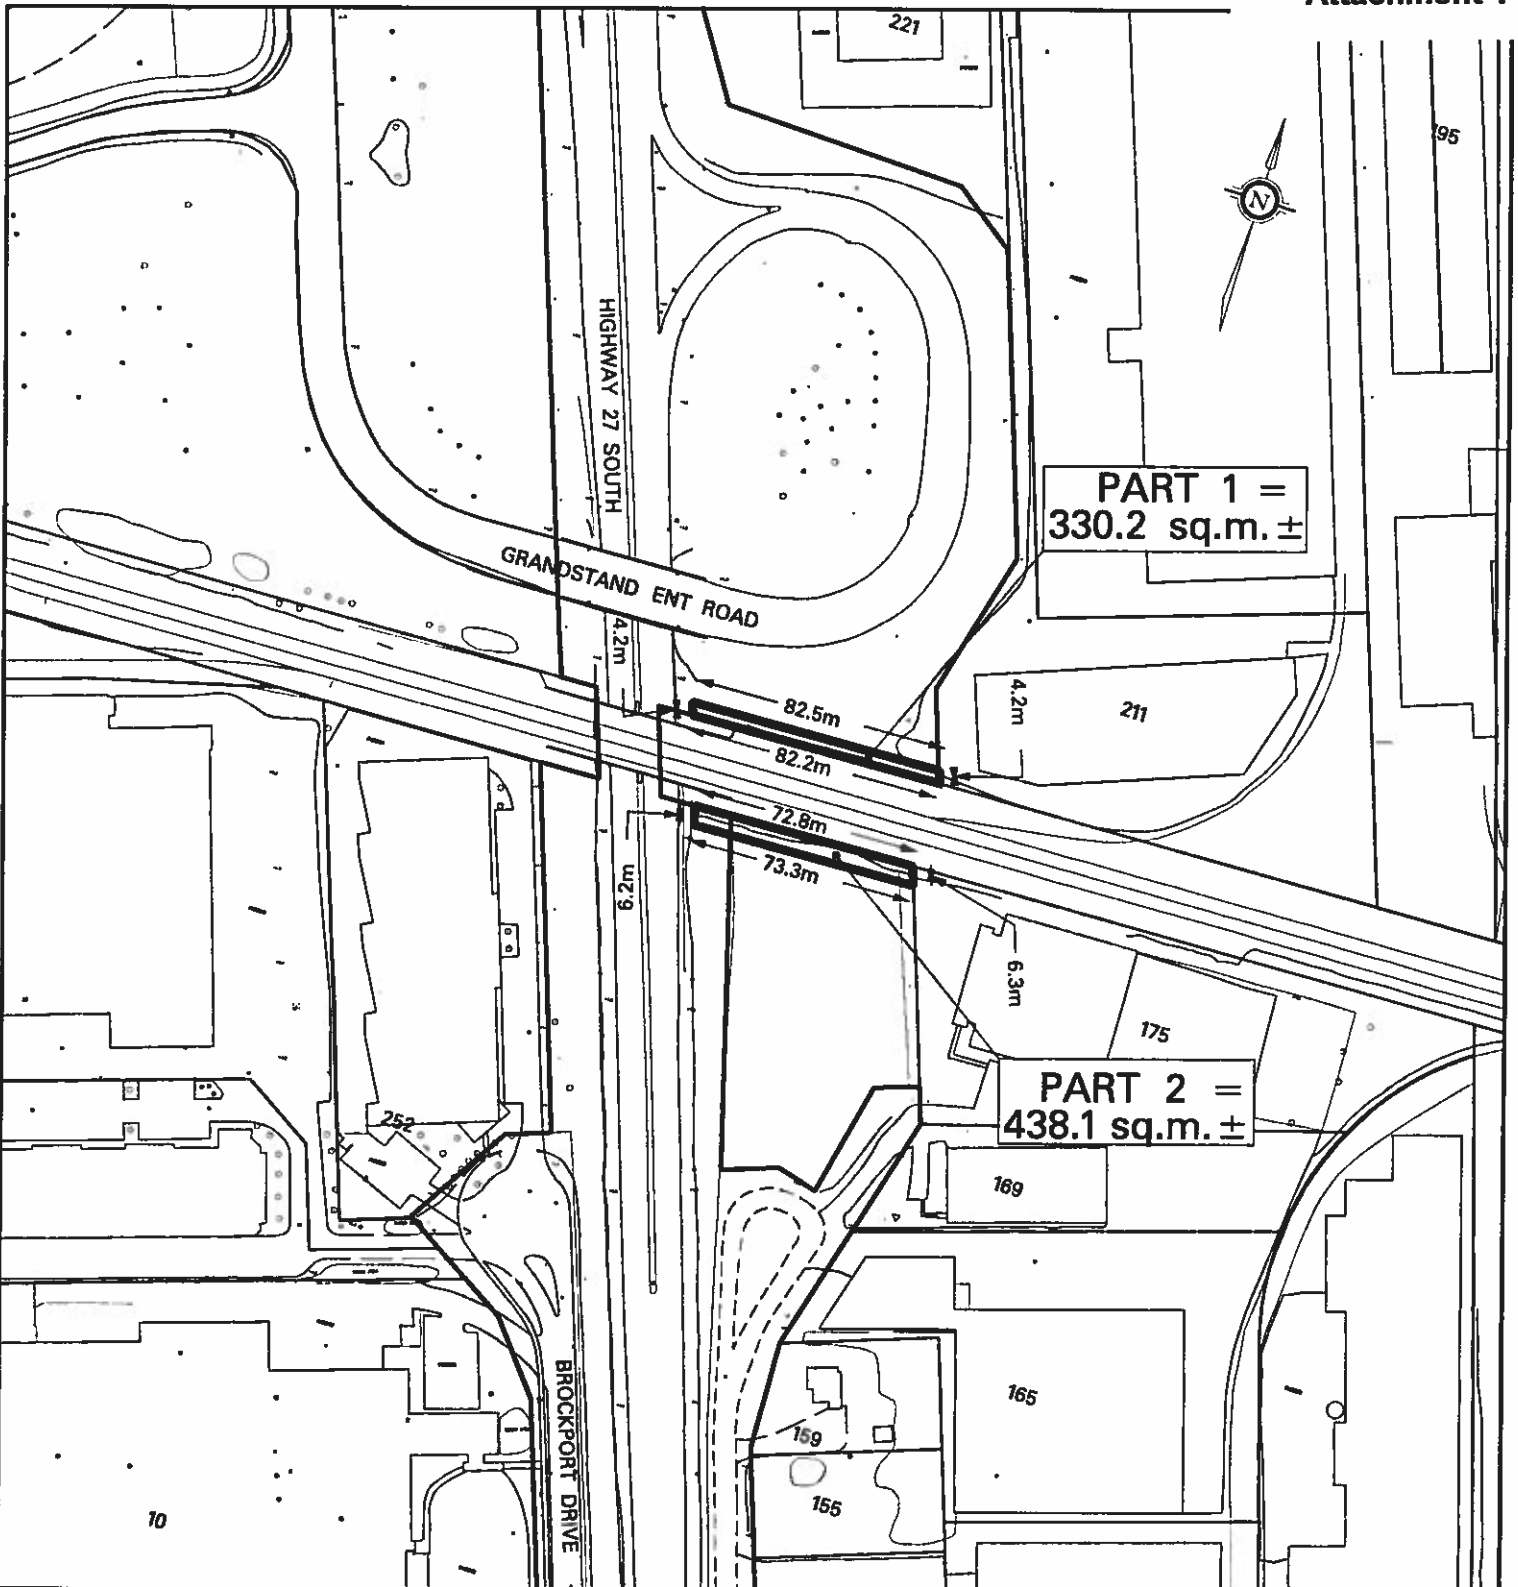 221
95
N
HIGHWAY 27 SOUTH
PART 1 =
330.2 sq.m.±
GRANDSTAND ENT ROAD
4.2m
82.5m
4.2m
211
82.2m
72.8m
73.3m
6.2m
6.3m
175
PART 2 =
438.1 sq.m.±
252
169
BROCKPORT DRIVE
165
159
155
10